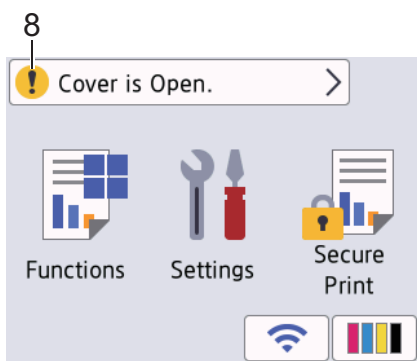 8
Cover is Open.
Functions
Settings
Secure
Print